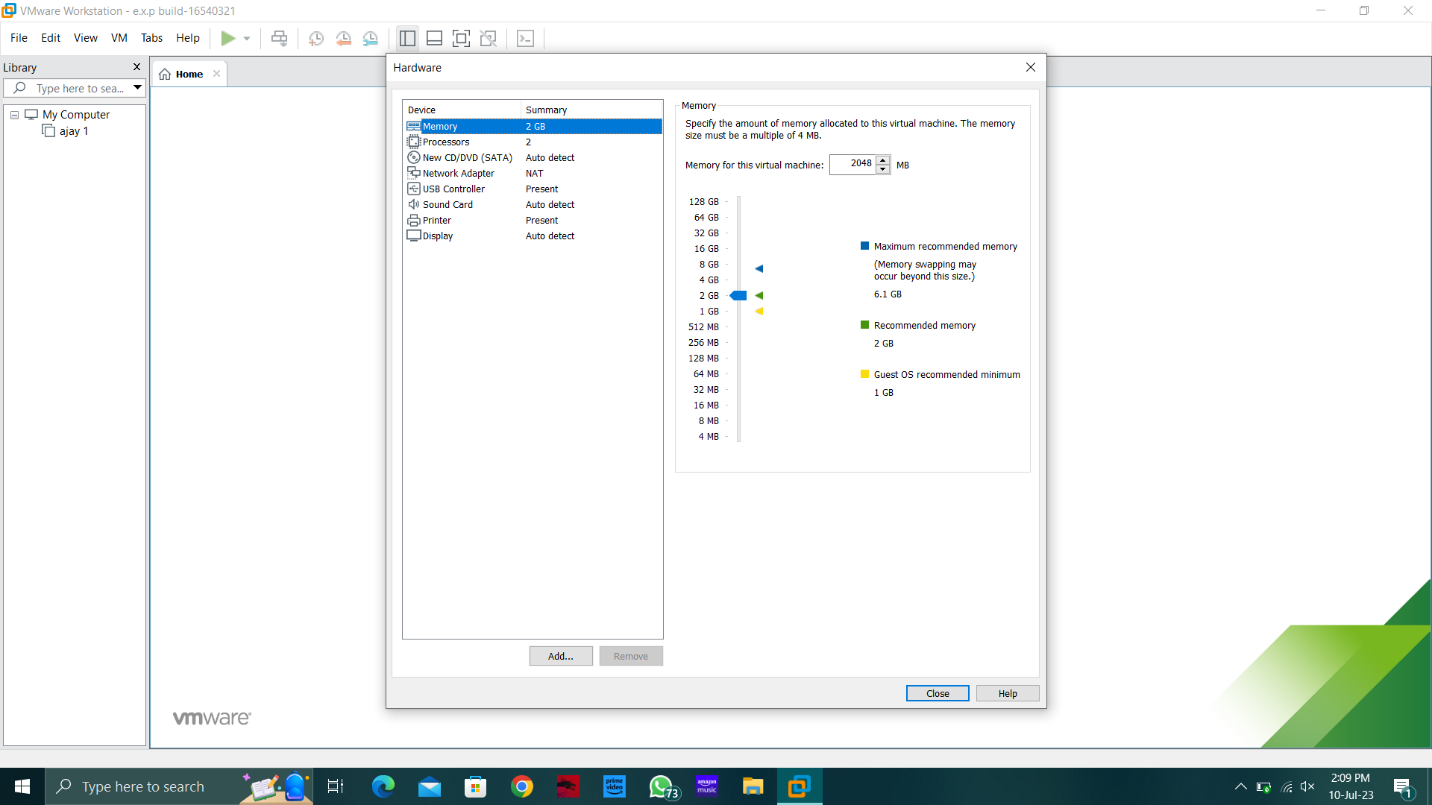 VMware Workstation - e.x.p build-16540321
File Edit View VM Tabs Help
Library
Type here to sea...
My Computer
ajay 1
Home
Hardware
Device Summary
Memory 2 GB
Processors 2
New CD/DVD (SATA) Auto detect
Network Adapter NAT
USB Controller Present
Sound Card Auto detect
Printer Present
Display Auto detect
Add... Remove
Memory
Specify the amount of memory allocated to this virtual machine. The memory
size must be a multiple of 4 MB.
Memory for this virtual machine: 2048 MB
128 GB
64 GB
32 GB
16 GB
8 GB
4 GB
2 GB
1 GB
512 MB
256 MB
128 MB
64 MB
32 MB
16 MB
8 MB
4 MB
Maximum recommended memory
(Memory swapping may
occur beyond this size.)
6.1 GB
Recommended memory
2 GB
Guest OS recommended minimum
1 GB
Close Help
vmware
Type here to search
prime
video
73
amazon
music
2:09 PM
10-Jul-23
1